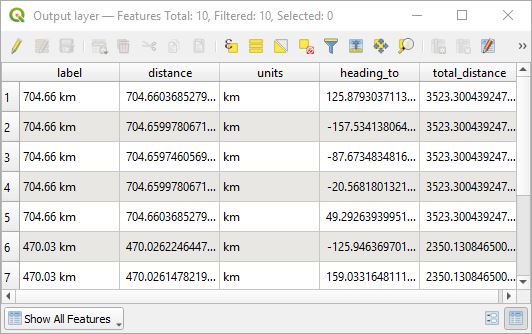 Output layer — Features Total: 10, Filtered: 10, Selected: 0
label distance units heading_to total_distance
1 704.66 km 704.6603685279... km 125.8793037113... 3523.300439247...
2 704.66 km 704.6599780671... km -157.534138064... 3523.300439247...
3 704.66 km 704.6597460569... km -87.6734834816... 3523.300439247...
4 704.66 km 704.6599780671... km -20.5681801321... 3523.300439247...
5 704.66 km 704.6603685279... km 49.29263939951... 3523.300439247...
6 470.03 km 470.0262246447... km -125.946369701... 2350.130846500...
7 470.03 km 470.0261478219... km 159.0331648111... 2350.130846500...
Show All Features